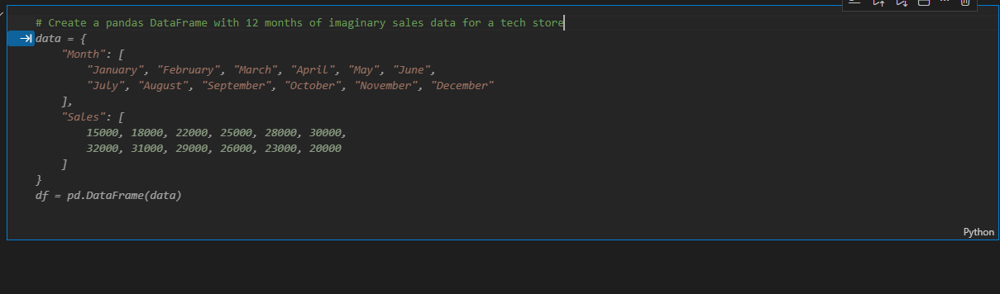 # Create a pandas DataFrame with 12 months of imaginary sales data for a tech store
data = {
    "Month": [
        "January", "February", "March", "April", "May", "June",
        "July", "August", "September", "October", "November", "December"
    ],
    "Sales": [
        15000, 18000, 22000, 25000, 28000, 30000,
        32000, 31000, 29000, 26000, 23000, 20000
    ]
}
df = pd.DataFrame(data)
Python